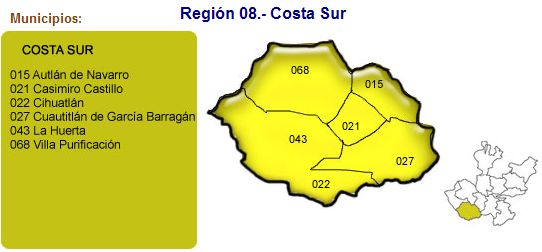 Región 08.- Costa Sur
Municipios:
COSTA SUR
015 Autlán de Navarro
021 Casimiro Castillo
022 Cihuatlán
027 Cuautitlán de García Barragán
043 La Huerta
068 Villa Purificación
068
015
021
043
027
022